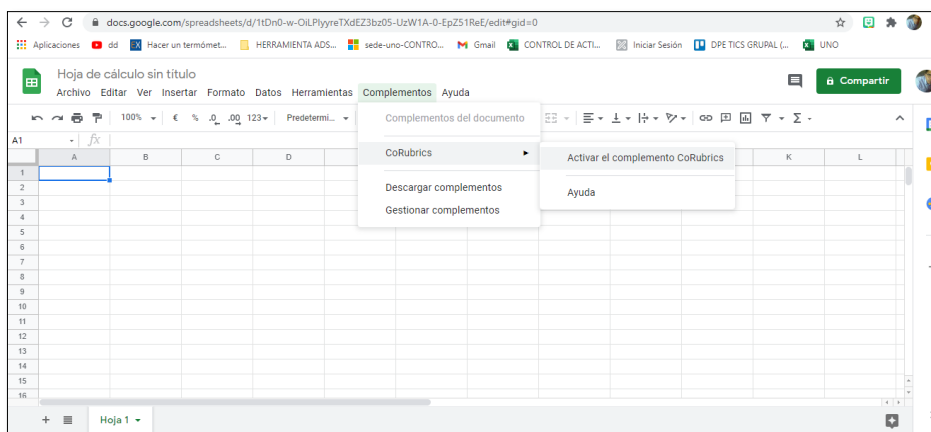 docs.google.com/spreadsheets/d/1tDn0-w-OiLPlyyreTXdEZ3bz05-UzW1A-0-EpZ51ReE/edit#gid=0
Aplicaciones dd Hacer un termómet... HERRAMIENTA ADS... sede-uno-CONTRO... Gmail CONTROL DE ACTI... Iniciar Sesión DPE TICS GRUPAL (... UNO
Hoja de cálculo sin título
Archivo Editar Ver Insertar Formato Datos Herramientas Complementos Ayuda
Compartir
100% € % .0 .00 123 Predetermi...
A1 fx
A B C D K L
1
2
3
4
5
6
7
8
9
10
11
12
13
14
15
16
Complementos del documento
CoRubrics
Descargar complementos
Gestionar complementos
Activar el complemento CoRubrics
Ayuda
Hoja 1